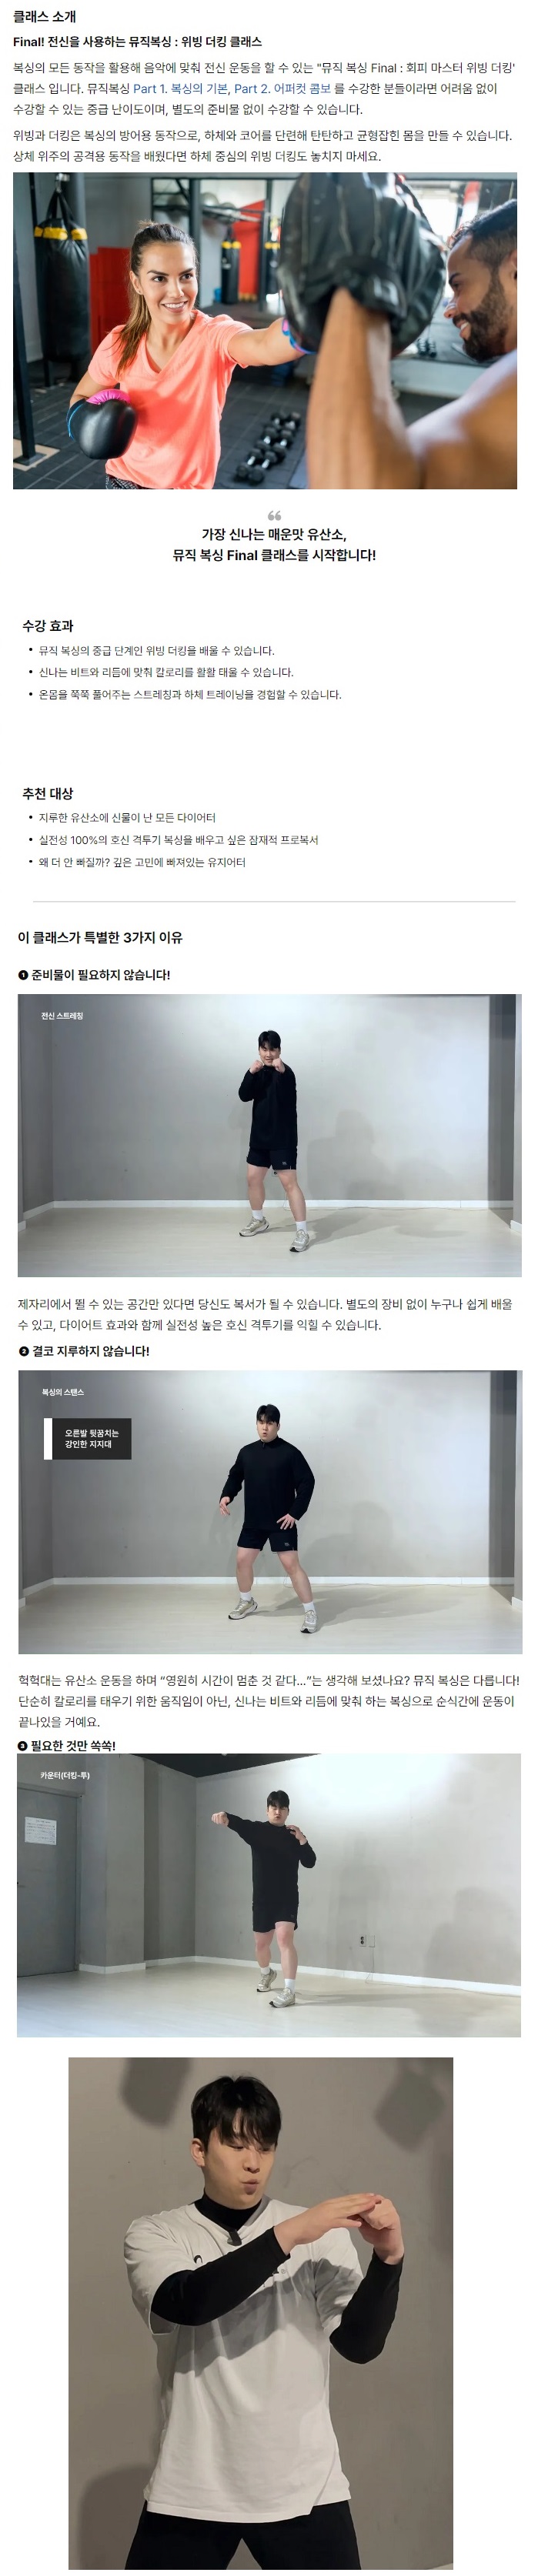 클래스 소개
Final! 전신을 사용하는 뮤직복싱 : 위빙 더킹 클래스
복싱의 모든 동작을 활용해 음악에 맞춰 전신 운동을 할 수 있는 "뮤직 복싱 Final : 회피 마스터 위빙 더킹'
클래스 입니다. 뮤직복싱 Part 1. 복싱의 기본, Part 2. 어퍼컷 콤보 를 수강한 분들이라면 어려움 없이
수강할 수 있는 중급 난이도이며, 별도의 준비물 없이 수강할 수 있습니다.
위빙과 더킹은 복싱의 방어용 동작으로, 하체와 코어를 단련해 탄탄하고 균형잡힌 몸을 만들 수 있습니다.
상체 위주의 공격용 동작을 배웠다면 하체 중심의 위빙 더킹도 놓치지 마세요.
❝
가장 신나는 매운맛 유산소,
뮤직 복싱 Final 클래스를 시작합니다!
수강 효과
• 뮤직 복싱의 중급 단계인 위빙 더킹을 배울 수 있습니다.
• 신나는 비트와 리듬에 맞춰 칼로리를 활활 태울 수 있습니다.
• 온몸을 쭉쭉 풀어주는 스트레칭과 하체 트레이닝을 경험할 수 있습니다.
추천 대상
• 지루한 유산소에 신물이 난 모든 다이어터
• 실전성 100%의 호신 격투기 복싱을 배우고 싶은 잠재적 프로복서
• 왜 더 안 빠질까? 깊은 고민에 빠져있는 유지어터
이 클래스가 특별한 3가지 이유
❶ 준비물이 필요하지 않습니다!
전신 스트레칭
제자리에서 뛸 수 있는 공간만 있다면 당신도 복서가 될 수 있습니다. 별도의 장비 없이 누구나 쉽게 배울
수 있고, 다이어트 효과와 함께 실전성 높은 호신 격투기를 익힐 수 있습니다.
❷ 결코 지루하지 않습니다!
복싱의 스탠스
오른발 뒷꿈치는
강인한 지지대
헉헉대는 유산소 운동을 하며 “영원히 시간이 멈춘 것 같다...”는 생각해 보셨나요? 뮤직 복싱은 다릅니다!
단순히 칼로리를 태우기 위한 움직임이 아닌, 신나는 비트와 리듬에 맞춰 하는 복싱으로 순식간에 운동이
끝나있을 거예요.
❸ 필요한 것만 쏙쏙!
카운터(더킹-투)